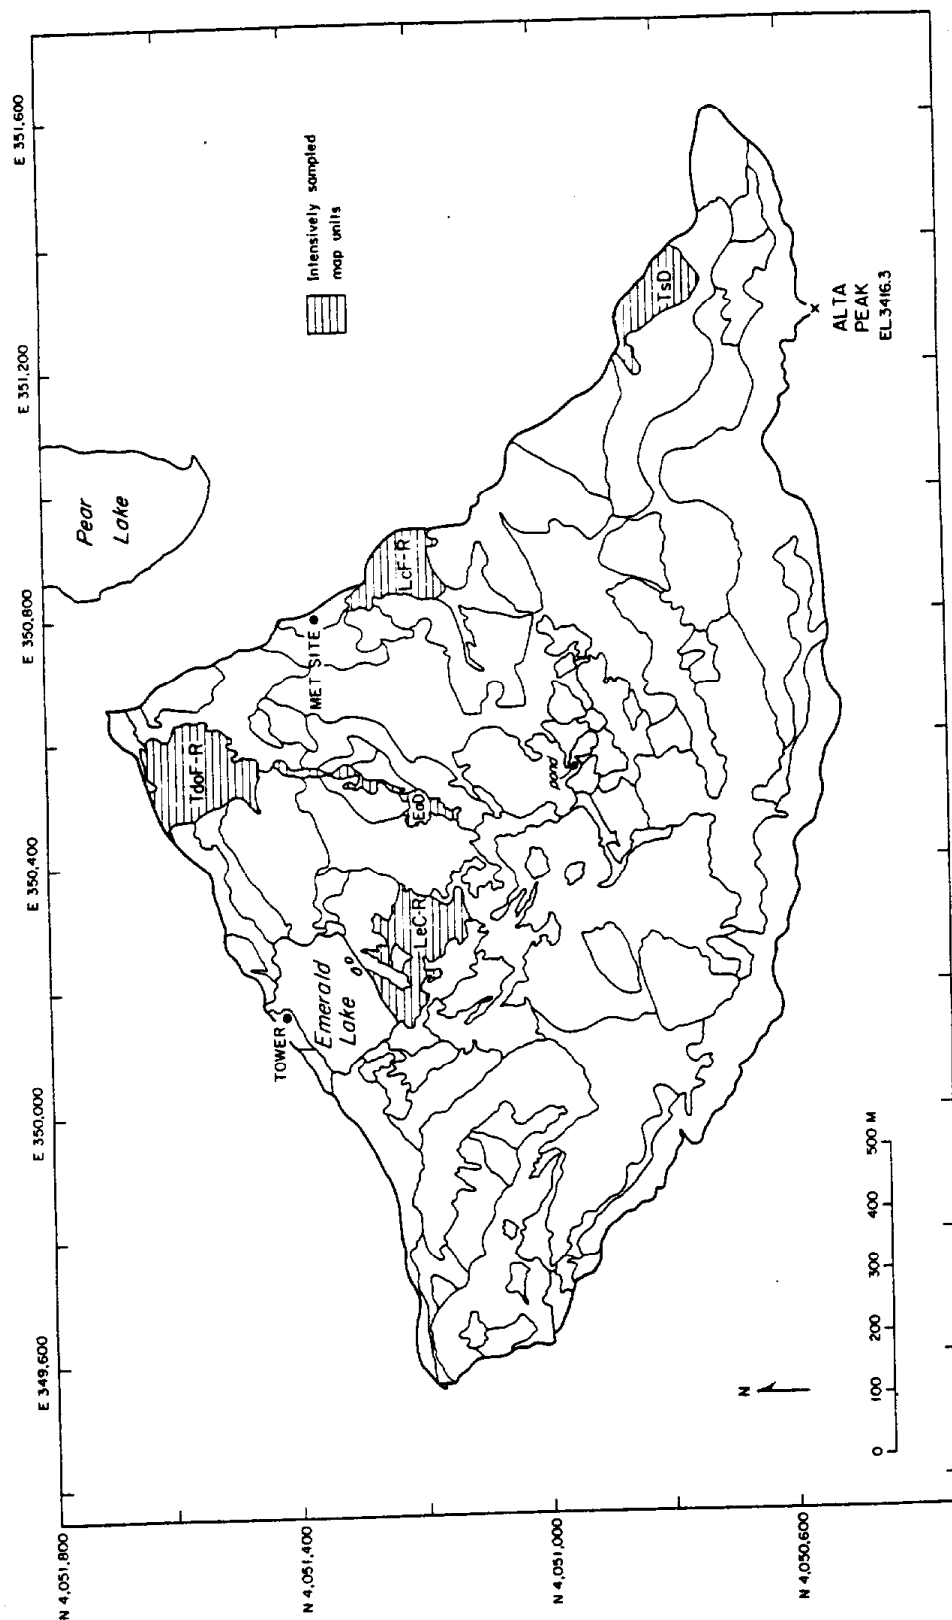 E 349,600
E 350,000
E 350,400
E 350,800
E 351,200
E 351,600
N 4,051,800
N 4,051,400
N 4,051,000
N 4,050,600
Pear
Lake
Intensively sampled
map units
TdoF-R
MET SITE
LcF-R
TOWER
Emerald
Lake
EaD
LeC-R
TsD
pond
ALTA
PEAK
EL.3416.3
N
0 100 200 300 400 500 M